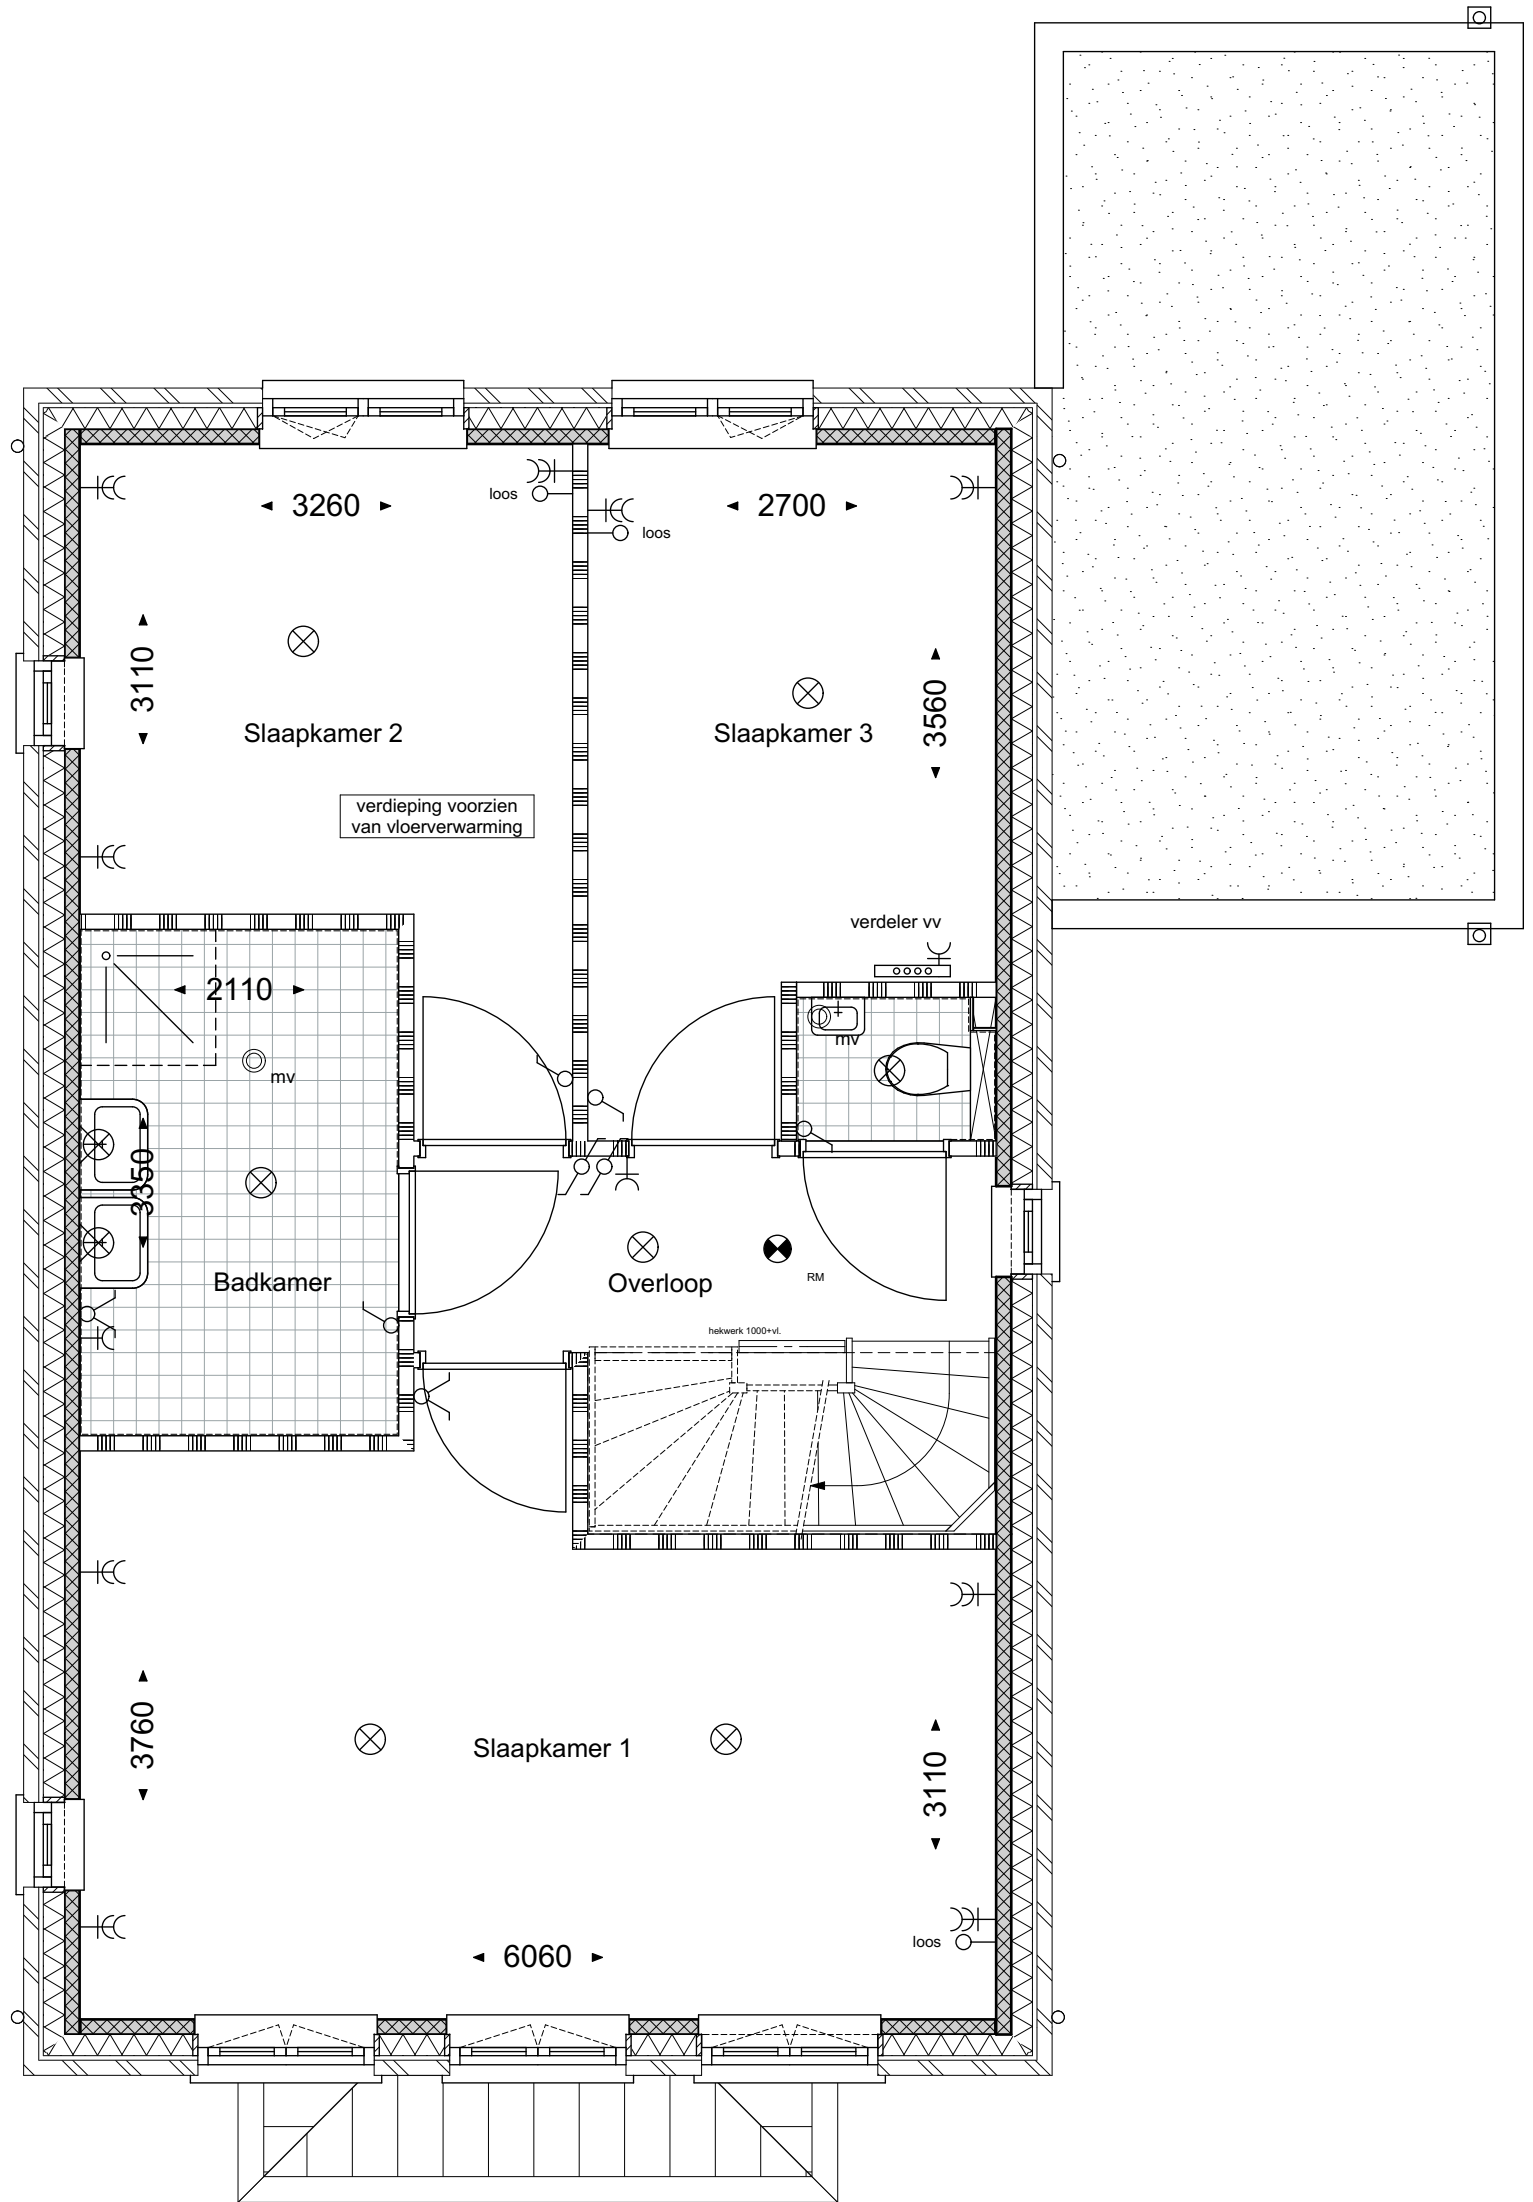 3260
loos
2700
loos
3110
3560
Slaapkamer 2
Slaapkamer 3
verdieping voorzien
van vloerverwarming
verdeler vv
2110
mv
mv
3350
Badkamer
Overloop
RM
hekwerk 1000+vl.
3760
Slaapkamer 1
3110
loos
6060